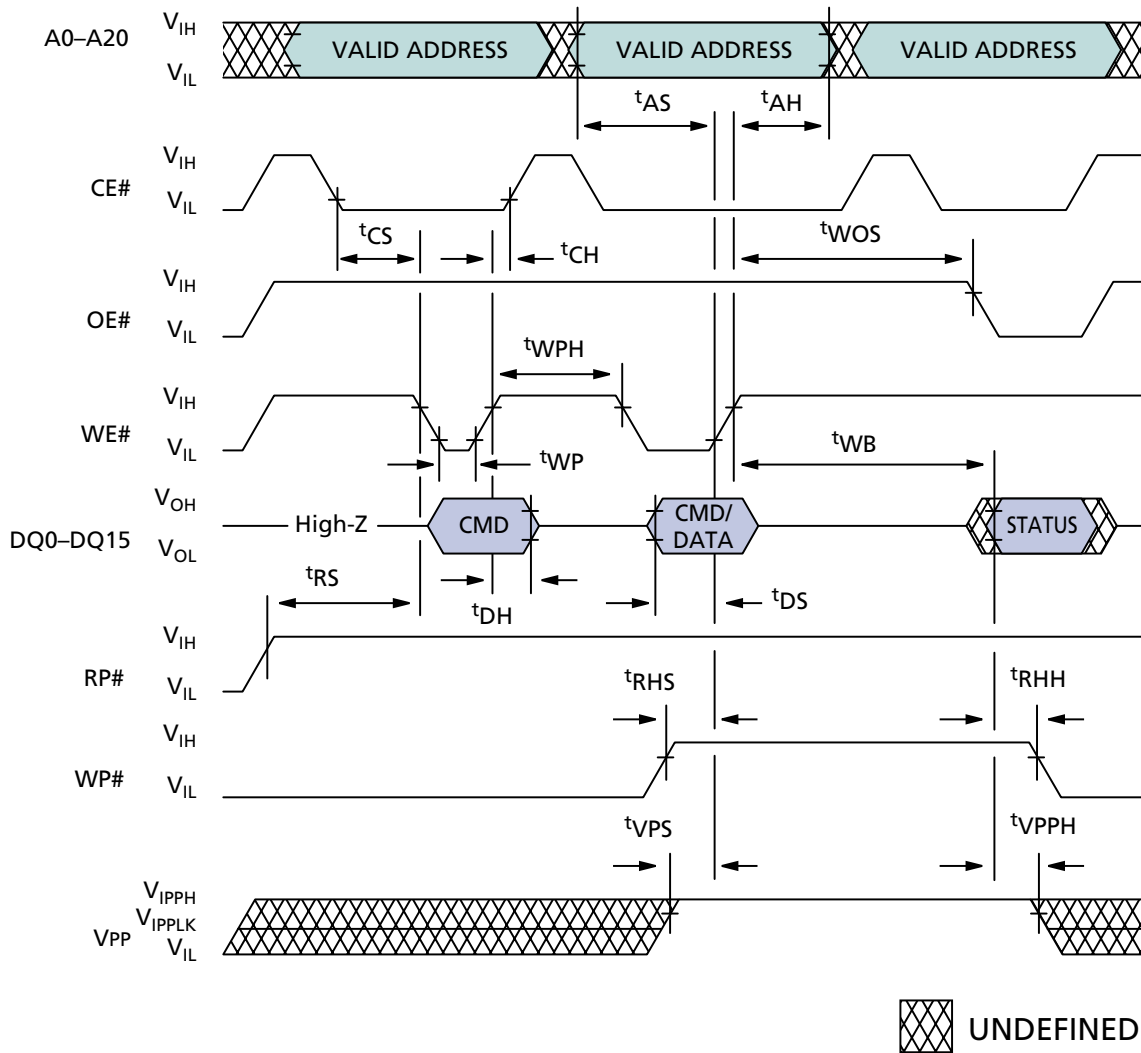 A0–A20 VIH VIL VALID ADDRESS VALID ADDRESS VALID ADDRESS
tAS tAH
CE# VIH VIL
tCS tCH tWOS
OE# VIH VIL
tWPH
WE# VIH VIL
tWP tWB
DQ0–DQ15 VOH VOL High-Z CMD CMD/
DATA STATUS
tRS tDH tDS
RP# VIH VIL
tRHS tRHH
WP# VIH VIL
tVPS tVPPH
VPP VIPPH VIPPLK VIL
UNDEFINED